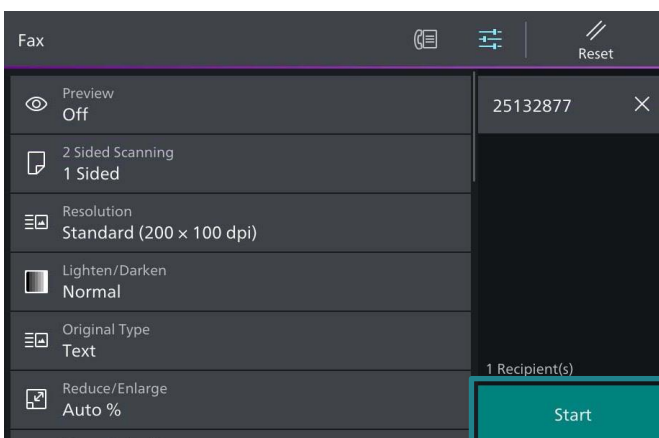 Fax
Reset
Preview
Off
2 Sided Scanning
1 Sided
Resolution
Standard (200 × 100 dpi)
Lighten/Darken
Normal
Original Type
Text
Reduce/Enlarge
Auto %
25132877
1 Recipient(s)
Start